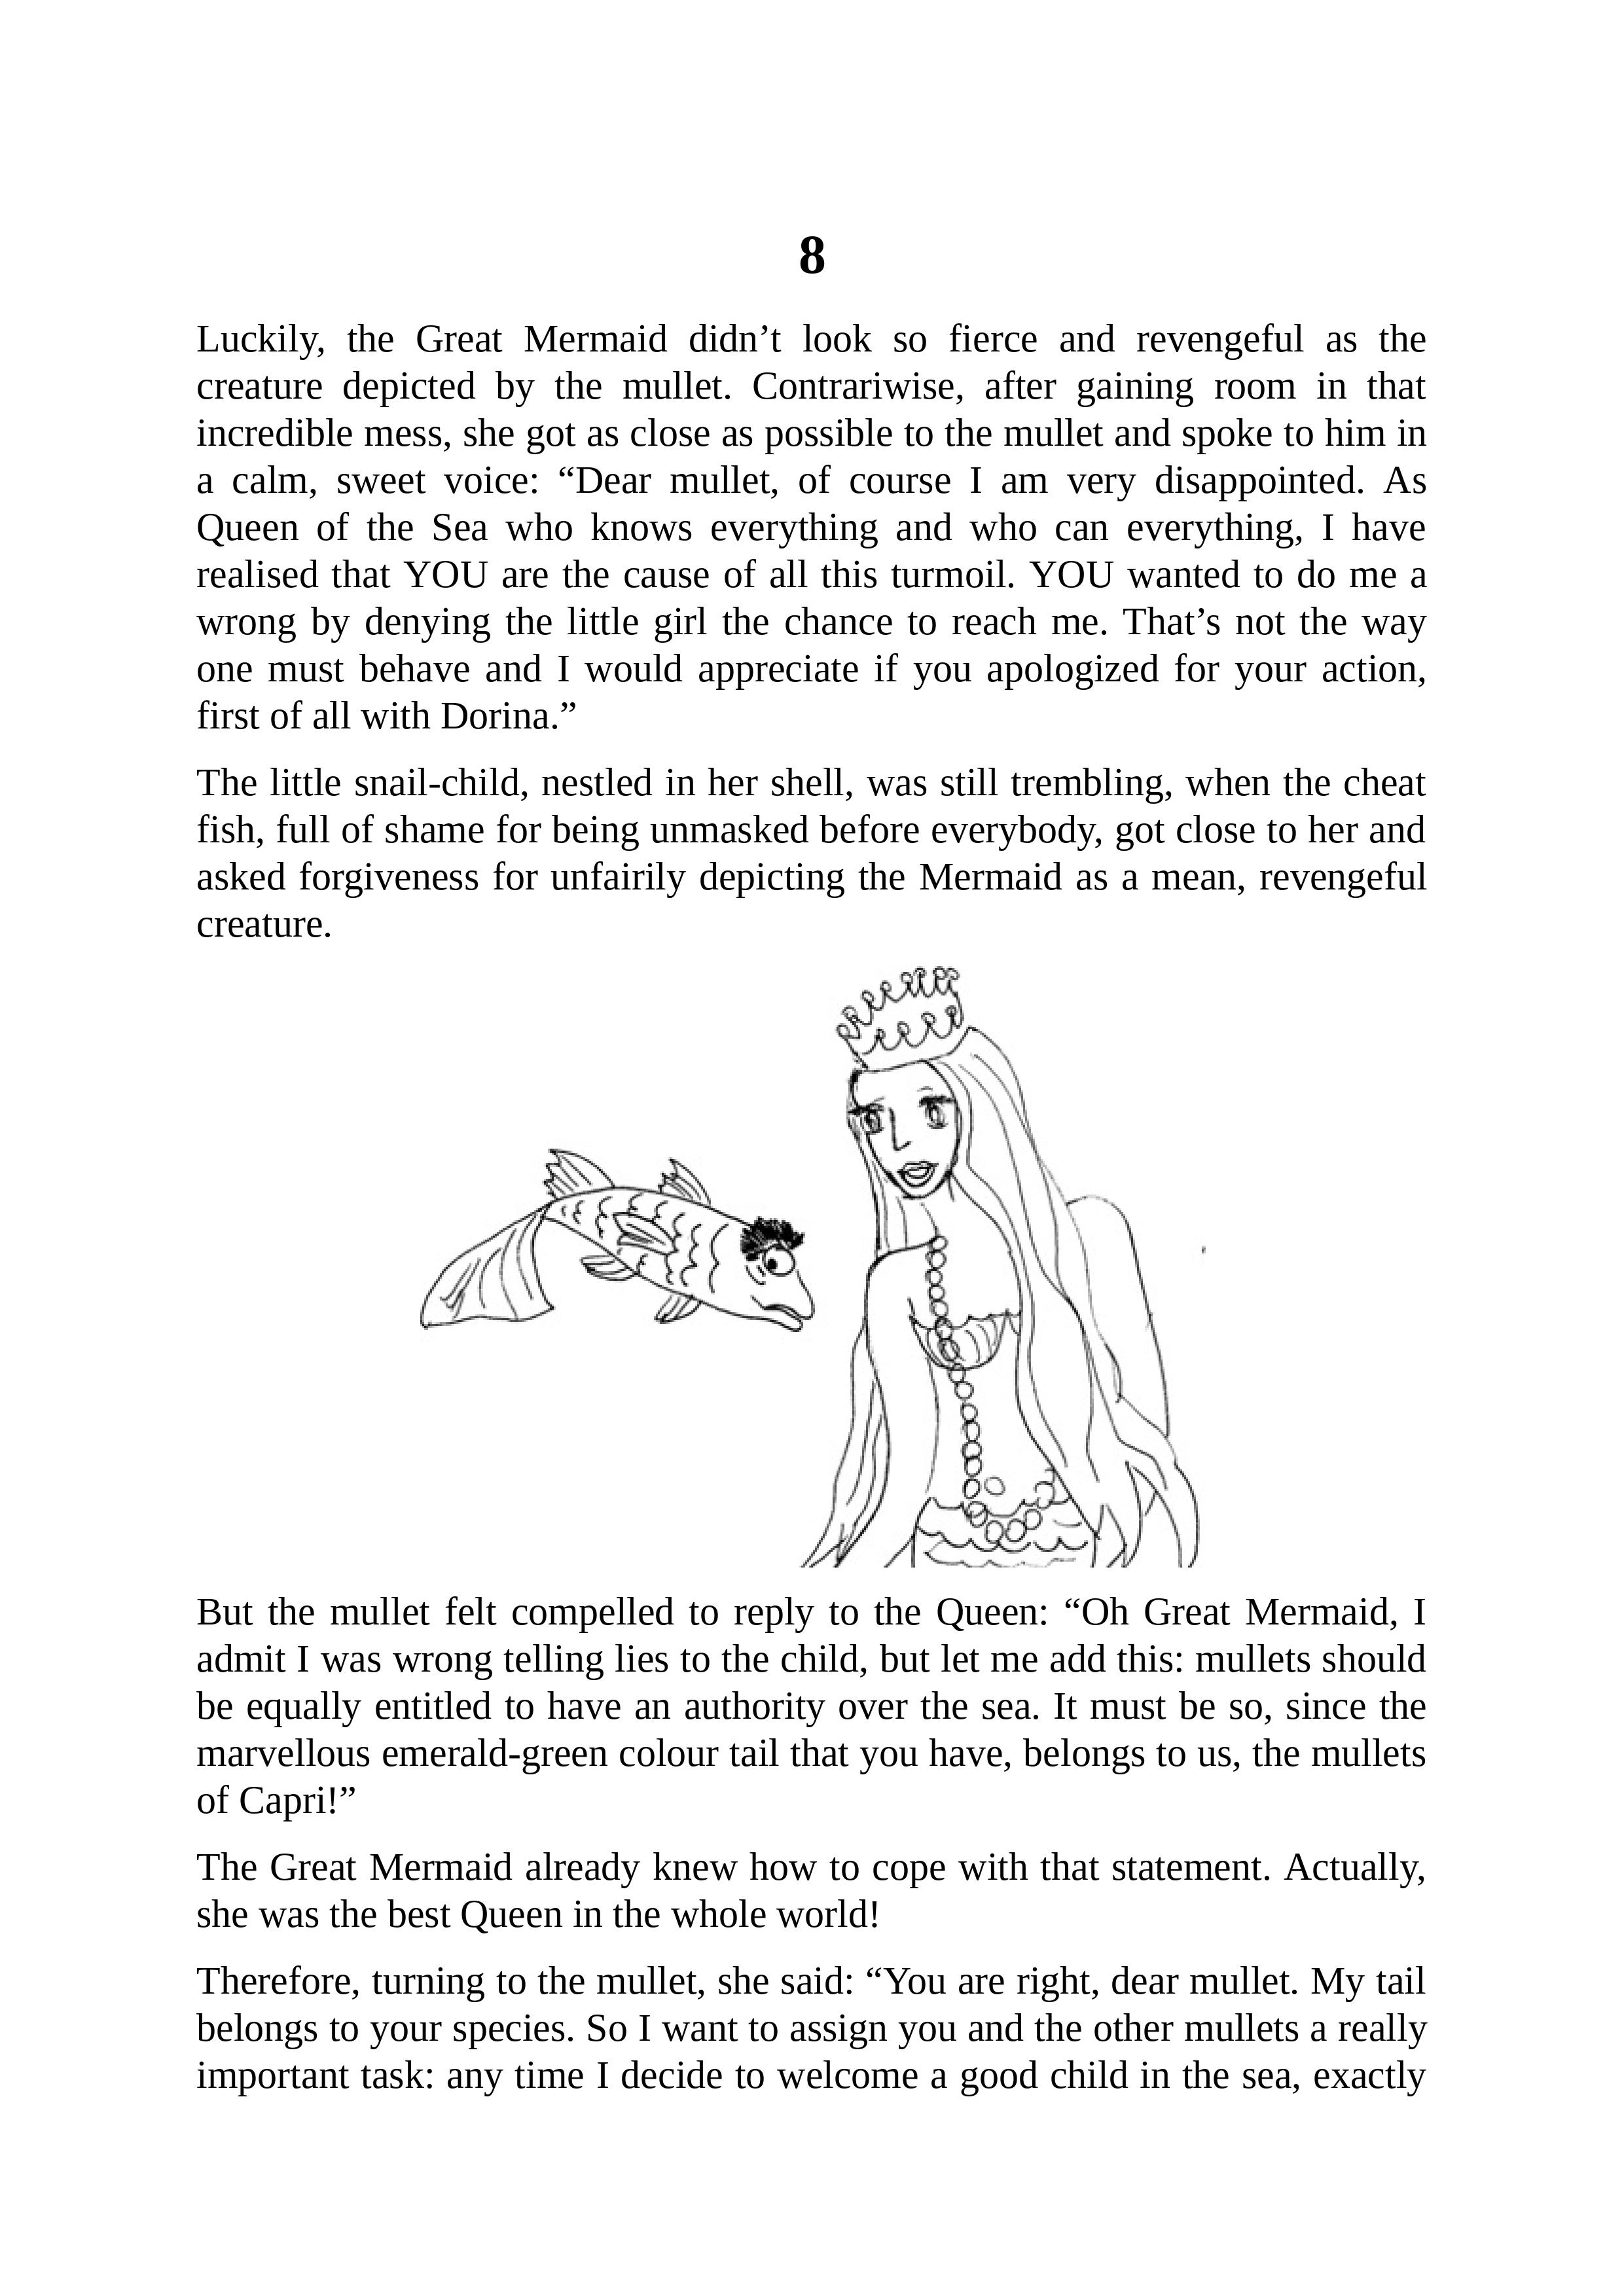 8
Luckily, the Great Mermaid didn’t look so fierce and revengeful as the
creature depicted by the mullet. Contrariwise, after gaining room in that
incredible mess, she got as close as possible to the mullet and spoke to him in
a calm, sweet voice: “Dear mullet, of course I am very disappointed. As
Queen of the Sea who knows everything and who can everything, I have
realised that YOU are the cause of all this turmoil. YOU wanted to do me a
wrong by denying the little girl the chance to reach me. That’s not the way
one must behave and I would appreciate if you apologized for your action,
first of all with Dorina.”
The little snail-child, nestled in her shell, was still trembling, when the cheat
fish, full of shame for being unmasked before everybody, got close to her and
asked forgiveness for unfairily depicting the Mermaid as a mean, revengeful
creature.
But the mullet felt compelled to reply to the Queen: “Oh Great Mermaid, I
admit I was wrong telling lies to the child, but let me add this: mullets should
be equally entitled to have an authority over the sea. It must be so, since the
marvellous emerald-green colour tail that you have, belongs to us, the mullets
of Capri!”
The Great Mermaid already knew how to cope with that statement. Actually,
she was the best Queen in the whole world!
Therefore, turning to the mullet, she said: “You are right, dear mullet. My tail
belongs to your species. So I want to assign you and the other mullets a really
important task: any time I decide to welcome a good child in the sea, exactly